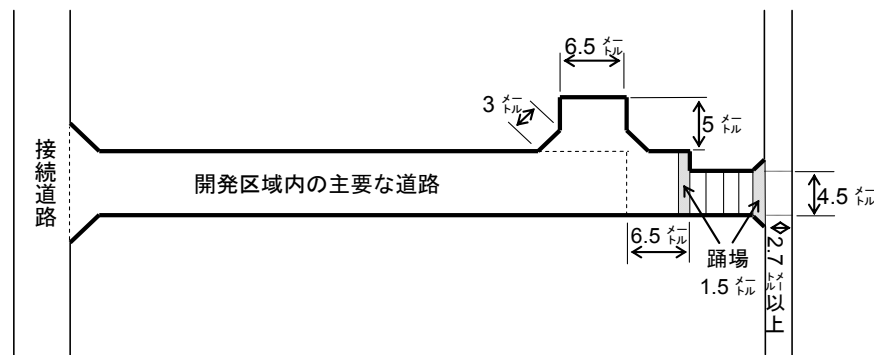 6.5 メートル
3 メートル
5 メートル
接続道路
開発区域内の主要な道路
4.5 メートル
6.5 メートル
踊場
1.5 メートル
2.7メートル以上